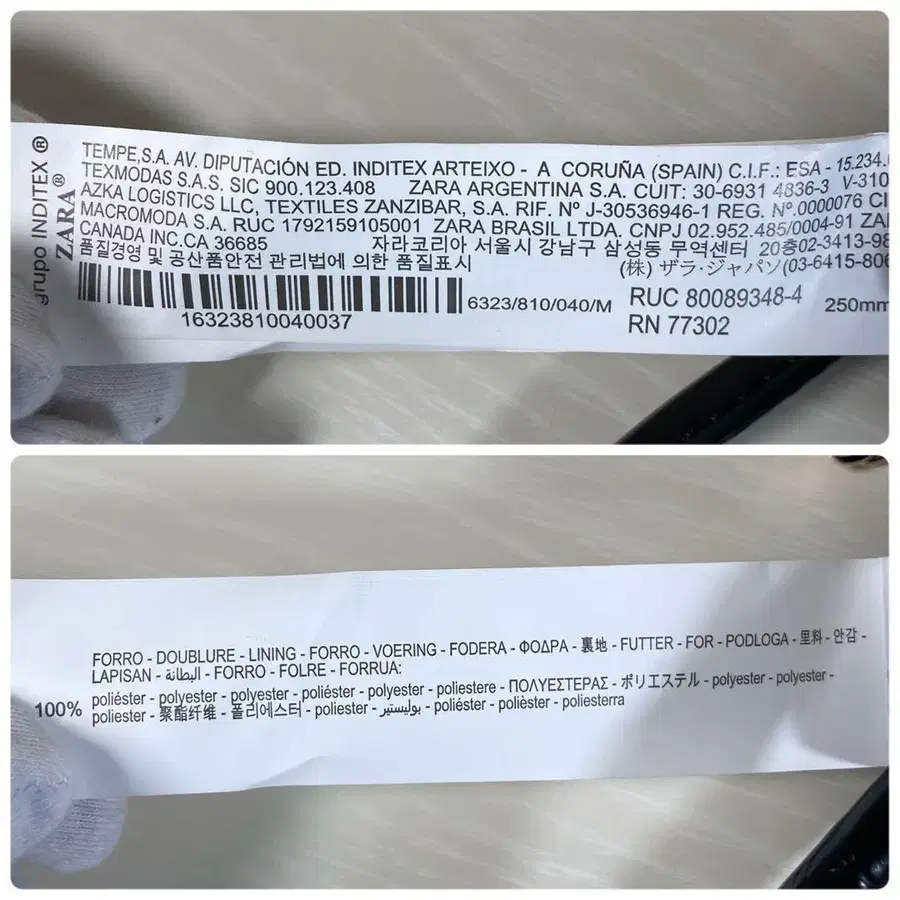 grupo INDITEX ®
ZARA®
TEMPE,S.A. AV. DIPUTACIÓN ED. INDITEX ARTEIXO - A CORUÑA (SPAIN) C.I.F.: ESA - 15.234.
TEXMODAS S.A.S. SIC 900.123.408 ZARA ARGENTINA S.A. CUIT: 30-6931 4836-3 V-310
AZKA LOGISTICS LLC, TEXTILES ZANZIBAR, S.A. RIF. Nº J-30536946-1 REG. Nº.0000076 CI
MACROMODA S.A. RUC 1792159105001 ZARA BRASIL LTDA. CNPJ 02.952.485/0004-91 ZA
CANADA INC.CA 36685 자라코리아 서울시 강남구 삼성동 무역센터 20층02-3413-98
품질경영 및 공산품안전 관리법에 의한 품질표시 (株) ザラ・ジャパン(03-6415-806
16323810040037
6323/810/040/M
RUC 80089348-4
RN 77302
250mm
FORRO - DOUBLURE - LINING - FORRO - VOERING - FODERA - ΦΟΔΡΑ - 裏地 - FUTTER - FOR - PODLOGA - 里料 - 안감 -
LAPISAN - البطانة - FORRO - FOLRE - FORRUA:
100% poliéster - polyester - polyester - poliéster - polyester - poliestere - ΠΟΛΥΕΣΤΕΡΑΣ - ポリエステル - polyester - polyester -
poliester - 聚酯纤维 - 폴리에스터 - poliester - بوليستير - poliéster - polièster - poliesterra